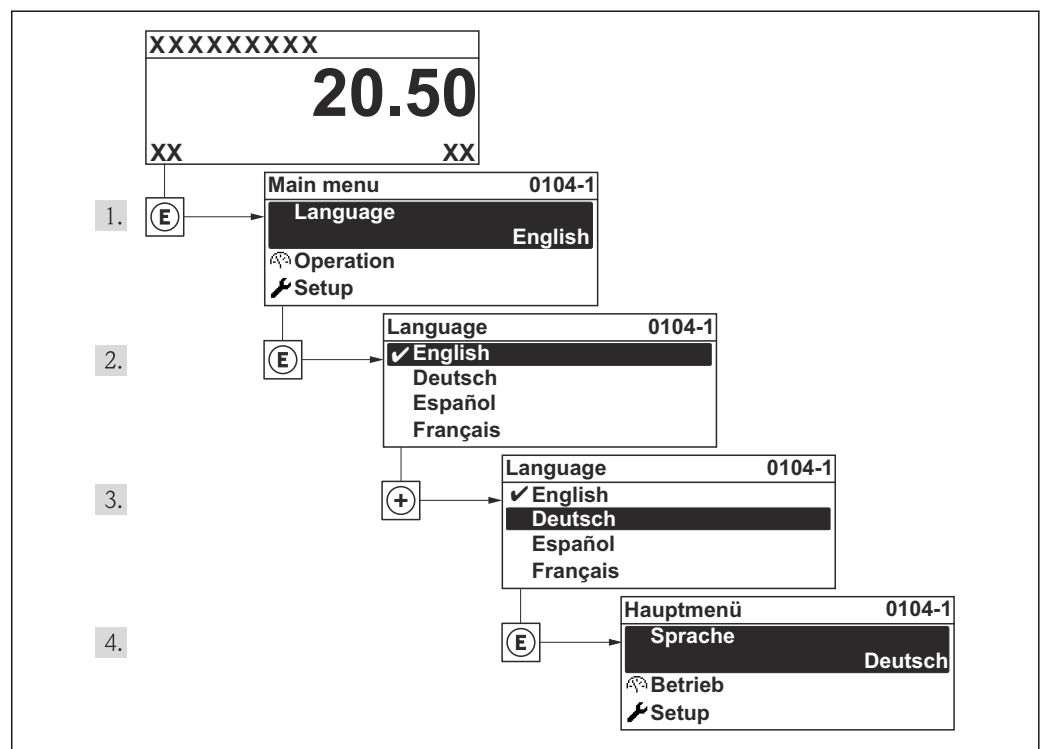 XXXXXXXXX
20.50
XX XX
1. E
Main menu 0104-1
Language
English
Operation
Setup
2. E
Language 0104-1
✔English
Deutsch
Español
Français
3. +
Language 0104-1
✔English
Deutsch
Español
Français
4. E
Hauptmenü 0104-1
Sprache
Deutsch
Betrieb
Setup